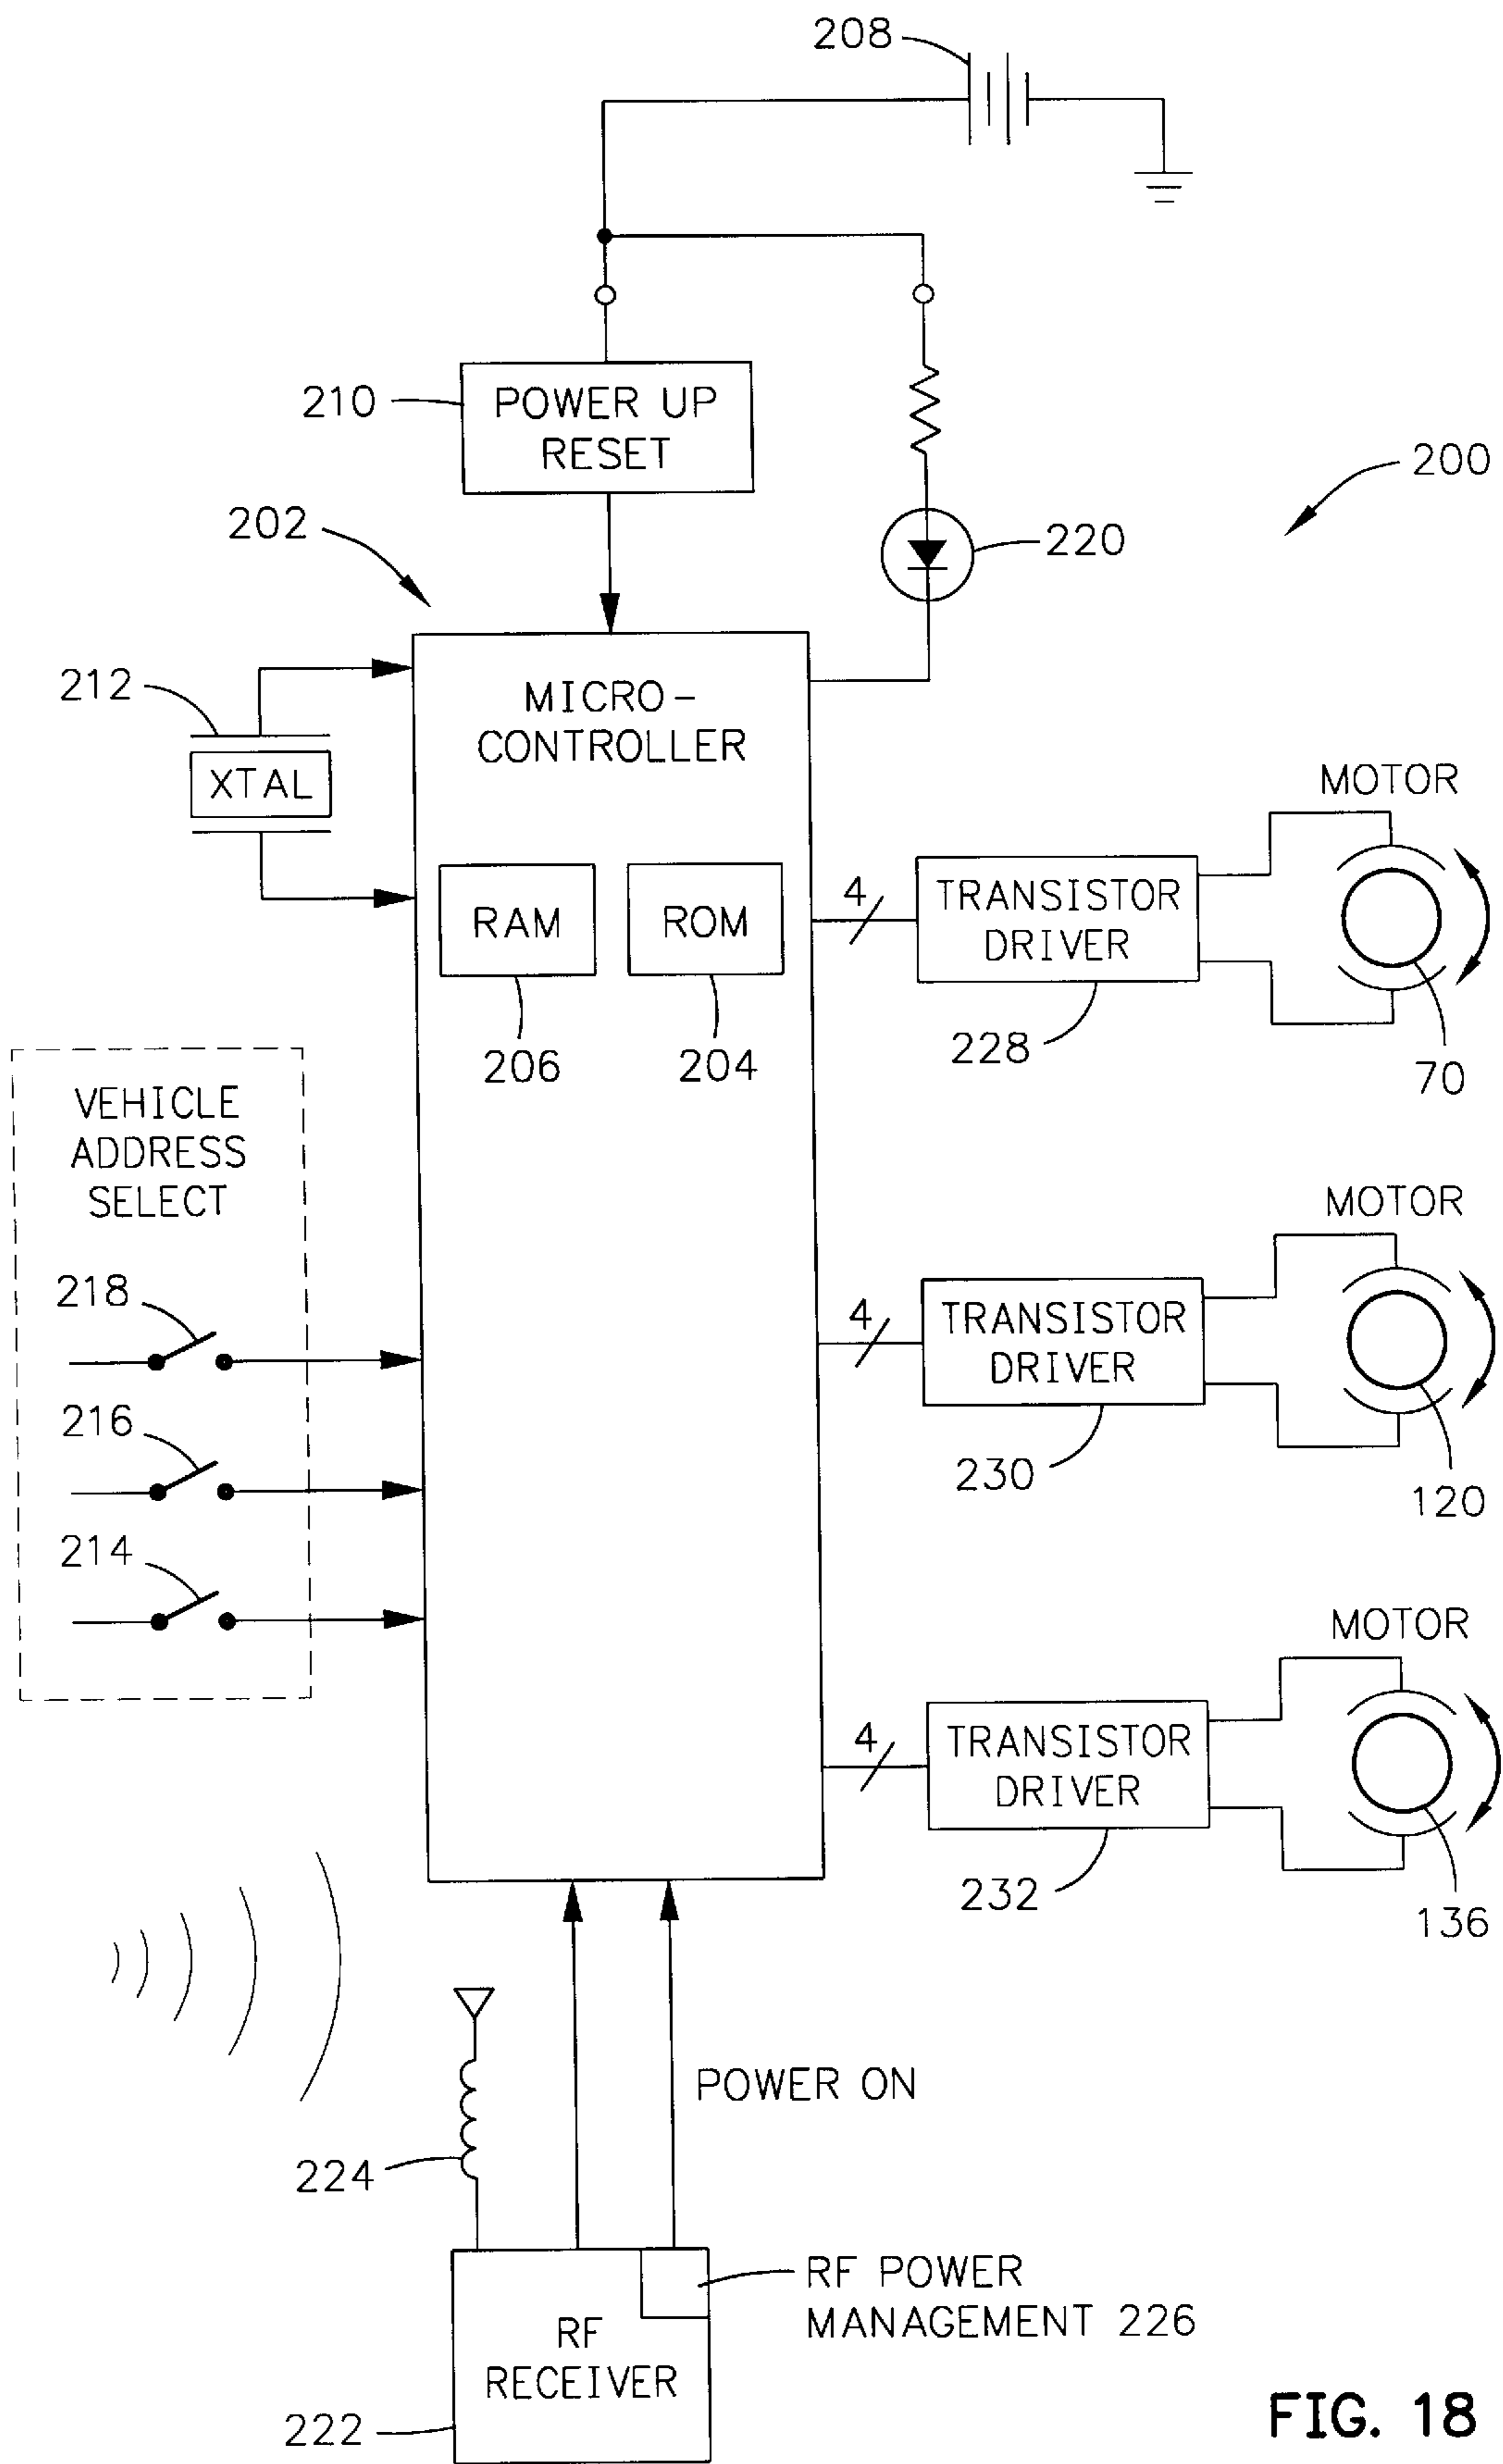 208
210
POWER UP
RESET
200
202
220
212
MICRO-
CONTROLLER
XTAL
MOTOR
RAM
ROM
4
TRANSISTOR
DRIVER
206
204
228
70
VEHICLE
ADDRESS
SELECT
MOTOR
218
4
TRANSISTOR
DRIVER
216
230
120
214
MOTOR
4
TRANSISTOR
DRIVER
232
136
POWER ON
224
RF POWER
MANAGEMENT 226
RF
RECEIVER
222
FIG. 18